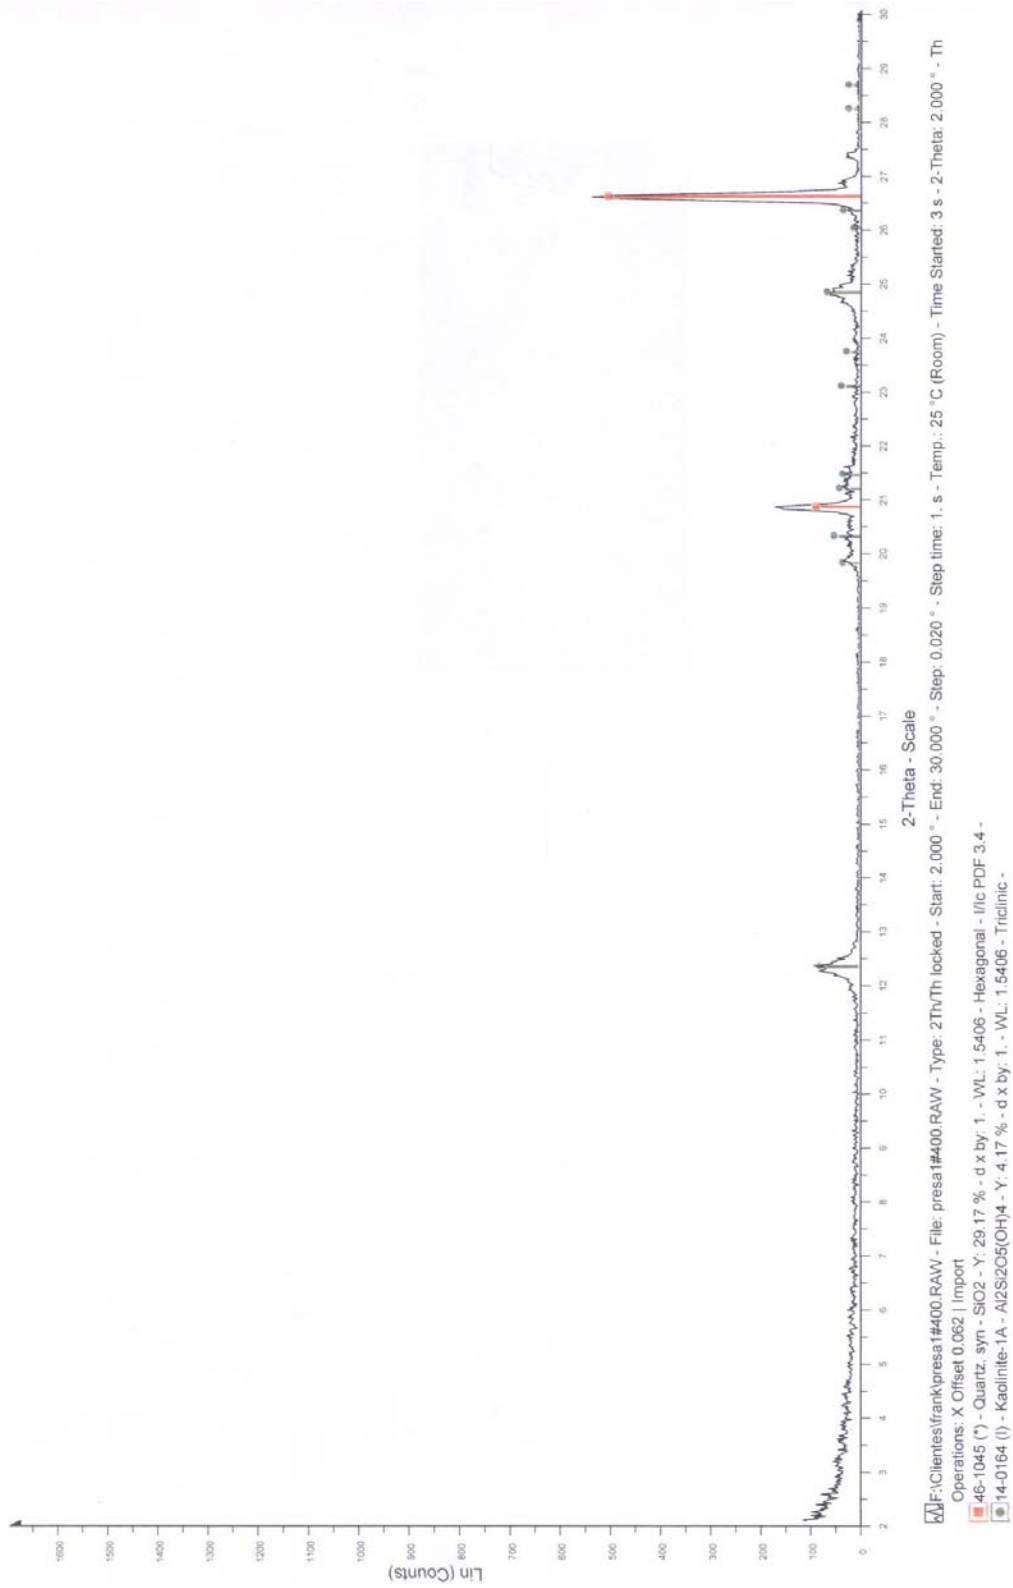 Lin (Counts)
1600
1500
1400
1300
1200
1100
1000
900
800
700
600
500
400
300
200
100
0
2 3 4 5 6 7 8 9 10 11 12 13 14 15 16 17 18 19 20 21 22 23 24 25 26 27 28 29 30
2-Theta - Scale
F:\Clientes\frank\presa1#400.RAW - File: presa1#400.RAW - Type: 2Th/Th locked - Start: 2.000 ° - End: 30.000 ° - Step: 0.020 ° - Step time: 1. s - Temp.: 25 °C (Room) - Time Started: 3 s - 2-Theta: 2.000 ° - Th
Operations: X Offset 0.062 | Import
46-1045 (*) - Quartz, syn - SiO2 - Y: 29.17 % - d x by: 1. - WL: 1.5406 - Hexagonal - I/Ic PDF 3.4 -
14-0164 (I) - Kaolinite-1A - Al2Si2O5(OH)4 - Y: 4.17 % - d x by: 1. - WL: 1.5406 - Triclinic -